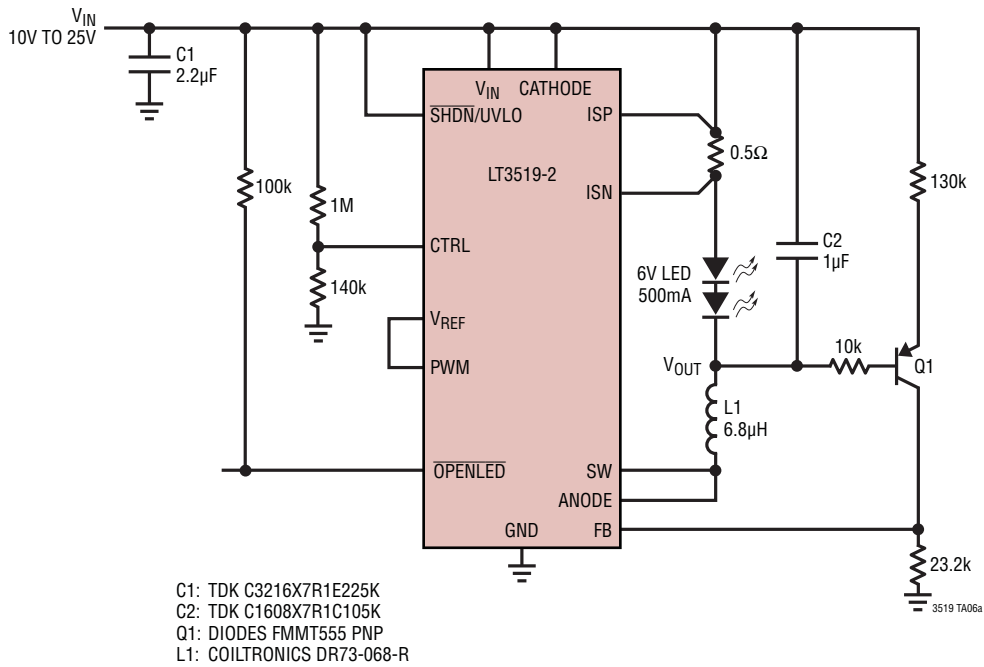 VIN
10V TO 25V
C1
2.2µF
VIN CATHODE
SHDN/UVLO
ISP
0.5Ω
LT3519-2
100k
130k
1M
ISN
CTRL
C2
1µF
6V LED
500mA
140k
VREF
10k
PWM
VOUT
Q1
L1
6.8µH
OPENLED
SW
ANODE
GND
FB
23.2k
3519 TA06a
C1: TDK C3216X7R1E225K
C2: TDK C1608X7R1C105K
Q1: DIODES FMMT555 PNP
L1: COILTRONICS DR73-068-R